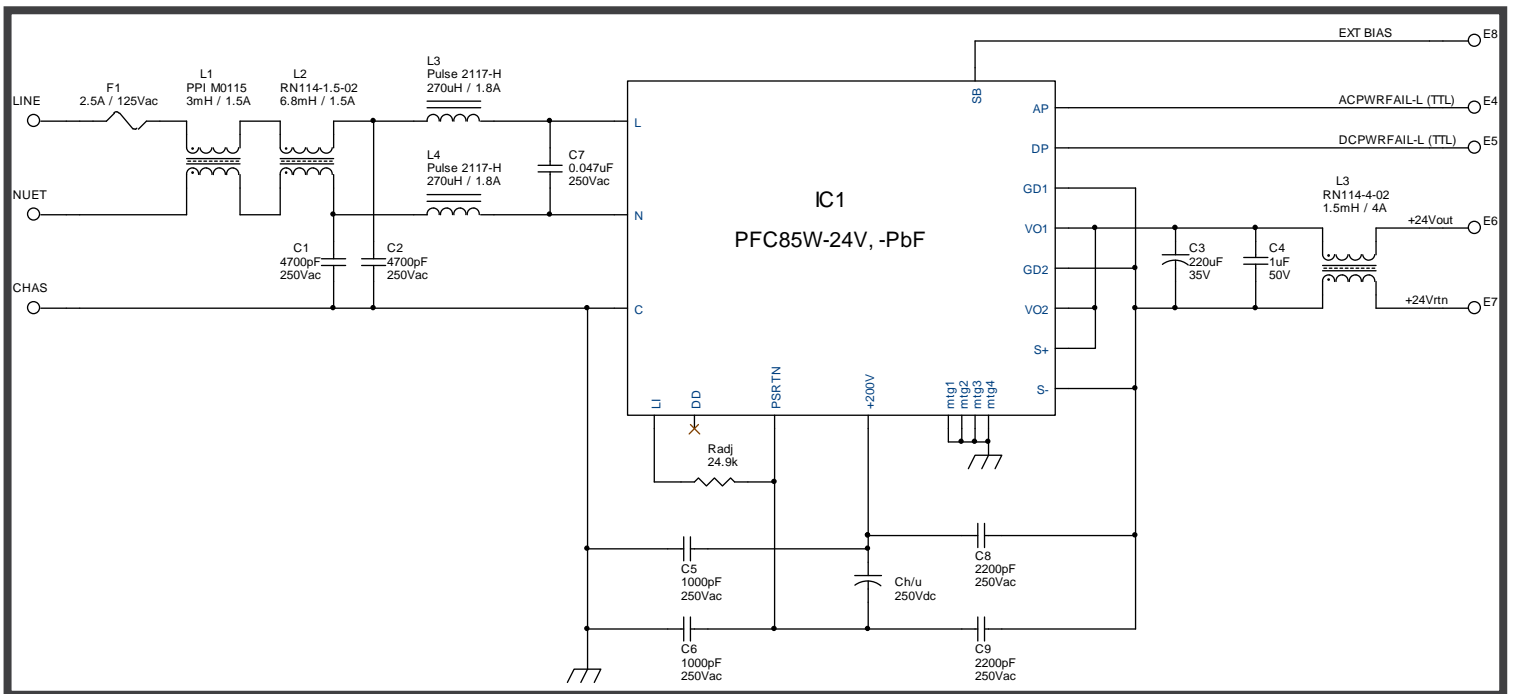 EXT BIAS
E8
F1
2.5A / 125Vac
L1
PPI M0115
3mH / 1.5A
L2
RN114-1.5-02
6.8mH / 1.5A
L3
Pulse 2117-H
270uH / 1.8A
LINE
L
SB
AP
ACPWRFAIL-L (TTL)
E4
DP
DCPWRFAIL-L (TTL)
E5
L4
Pulse 2117-H
270uH / 1.8A
C7
0.047uF
250Vac
NUET
N
IC1
PFC85W-24V, -PbF
GD1
VO1
GD2
VO2
S+
S-
L3
RN114-4-02
1.5mH / 4A
+24Vout
E6
C3
220uF
35V
C4
1uF
50V
+24Vrtn
E7
C1
4700pF
250Vac
C2
4700pF
250Vac
CHAS
C
LI
DD
PSRTN
+200V
mtg1
mtg2
mtg3
mtg4
Radj
24.9k
C5
1000pF
250Vac
Ch/u
250Vdc
C8
2200pF
250Vac
C6
1000pF
250Vac
C9
2200pF
250Vac